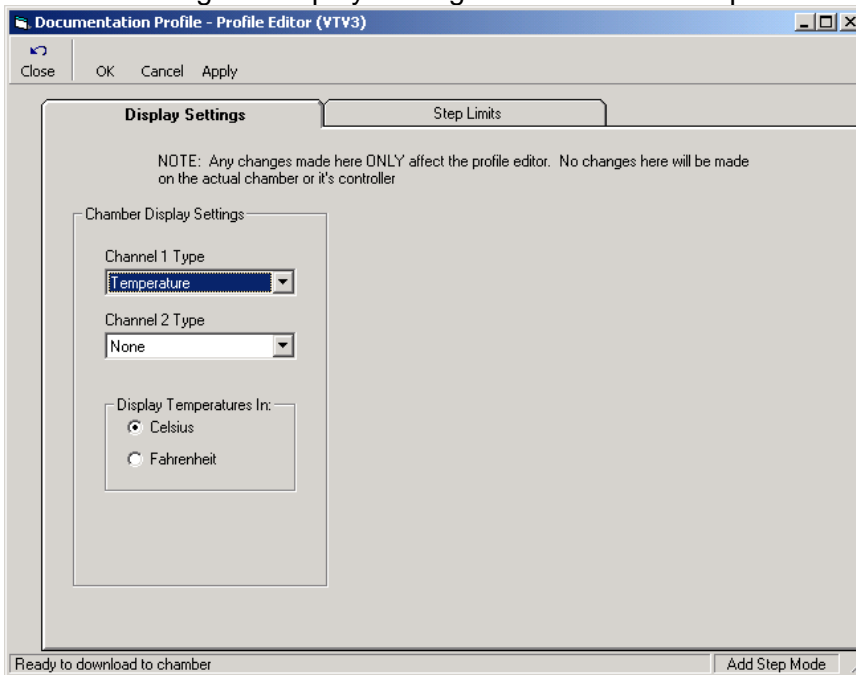 Documentation Profile - Profile Editor (VTV3)
Close OK Cancel Apply
Display Settings Step Limits
NOTE: Any changes made here ONLY affect the profile editor. No changes here will be made
on the actual chamber or it's controller
Chamber Display Settings
Channel 1 Type
Temperature
Channel 2 Type
None
Display Temperatures In:
Celsius
Fahrenheit
Ready to download to chamber Add Step Mode